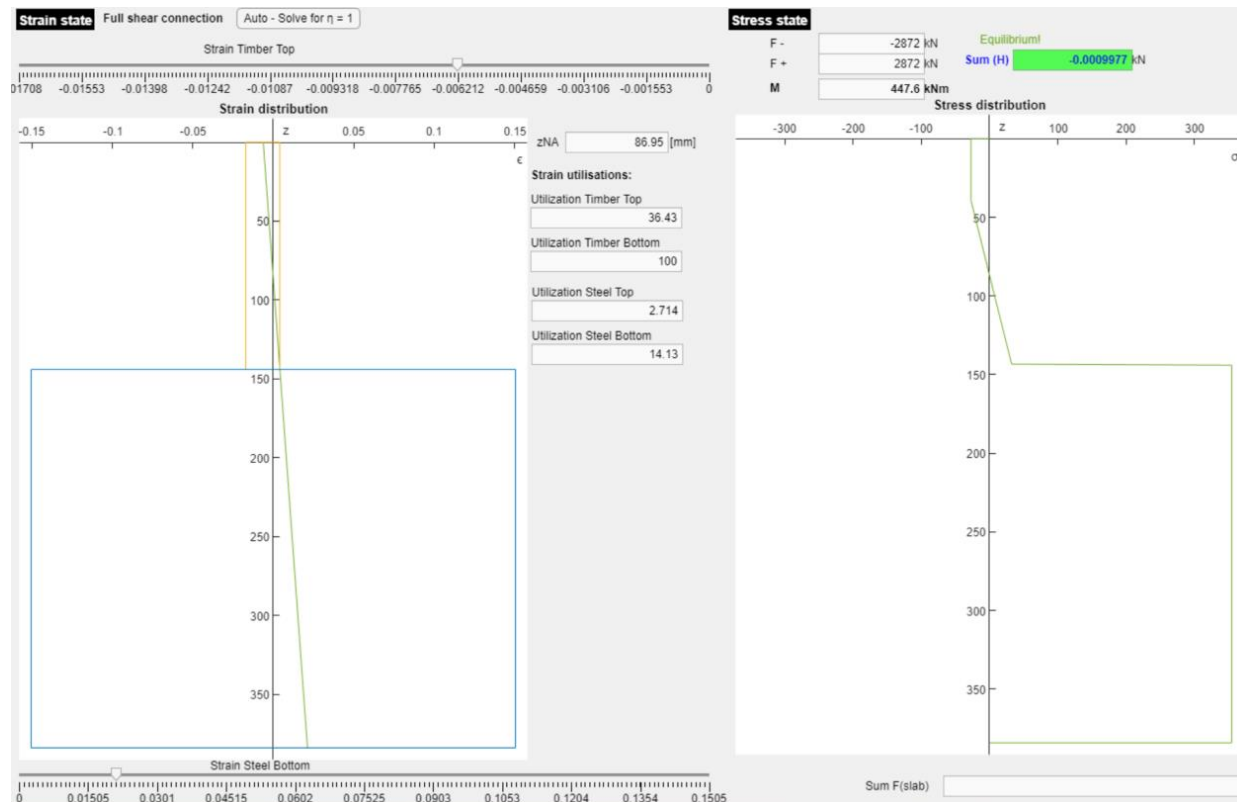 Strain state Full shear connection Auto - Solve for η = 1
Strain Timber Top
01708 -0.01553 -0.01398 -0.01242 -0.01087 -0.009318 -0.007765 -0.006212 -0.004659 -0.003106 -0.001553 0
Strain distribution
-0.15 -0.1 -0.05 z 0.05 0.1 0.15
ϵ
50
100
150
200
250
300
350
zNA 86.95 [mm]
Strain utilisations:
Utilization Timber Top
36.43
Utilization Timber Bottom
100
Utilization Steel Top
2.714
Utilization Steel Bottom
14.13
Strain Steel Bottom
0 0.01505 0.0301 0.04515 0.0602 0.07525 0.0903 0.1053 0.1204 0.1354 0.1505
Stress state
F - -2872 kN
F + 2872 kN
M 447.6 kNm
Equilibrium!
Sum (H) -0.0009977 kN
Stress distribution
-300 -200 -100 z 100 200 300
σ
50
100
150
200
250
300
350
Sum F(slab)